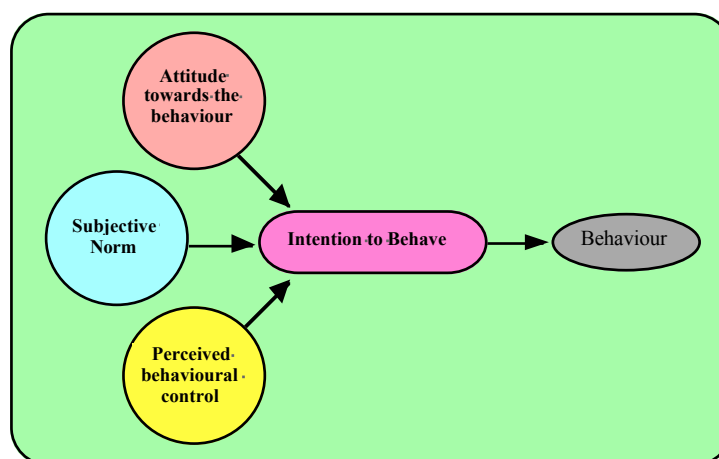 Attitude
towards the
behaviour
Subjective
Norm
Intention to Behave
Behaviour
Perceived
behavioural
control